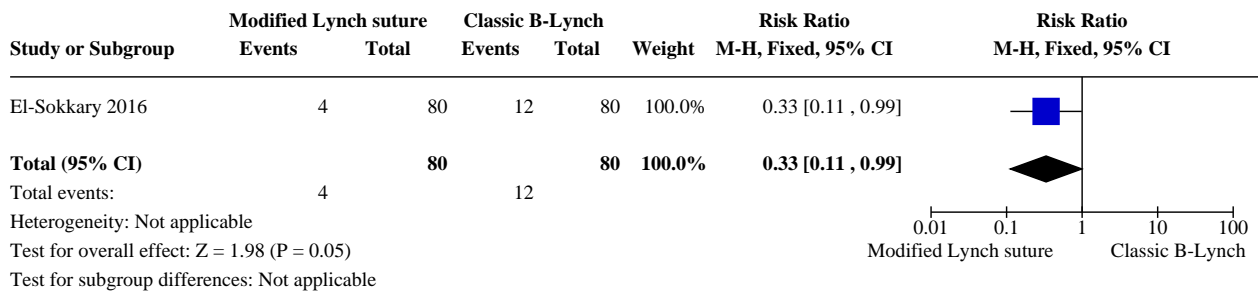 Modified Lynch suture Classic B-Lynch Risk Ratio Risk Ratio
Study or Subgroup Events Total Events Total Weight M-H, Fixed, 95% CI M-H, Fixed, 95% CI
El-Sokkary 2016 4 80 12 80 100.0% 0.33 [0.11 , 0.99]
Total (95% CI) 80 80 100.0% 0.33 [0.11 , 0.99]
Total events: 4 12
Heterogeneity: Not applicable
0.01 0.1 1 10 100
Test for overall effect: Z = 1.98 (P = 0.05)
Modified Lynch suture Classic B-Lynch
Test for subgroup differences: Not applicable